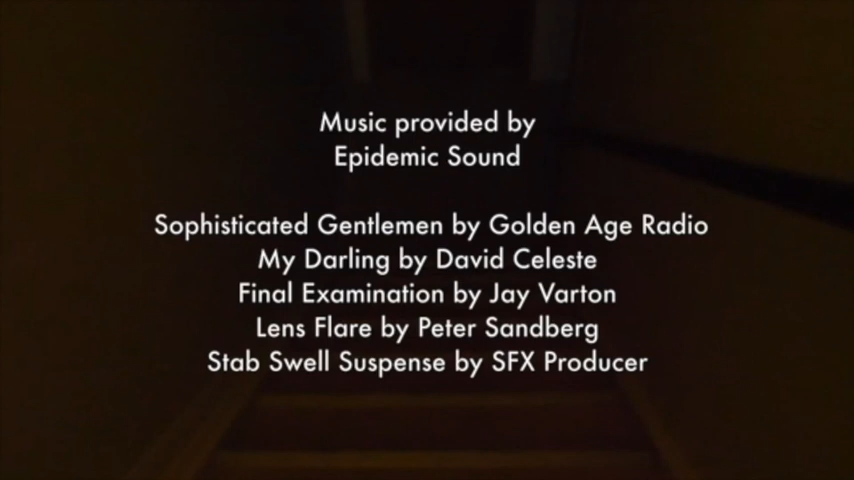 Music provided by
Epidemic Sound
Sophisticated Gentlemen by Golden Age Radio
My Darling by David Celeste
Final Examination by Jay Varton
Lens Flare by Peter Sandberg
Stab Swell Suspense by SFX Producer